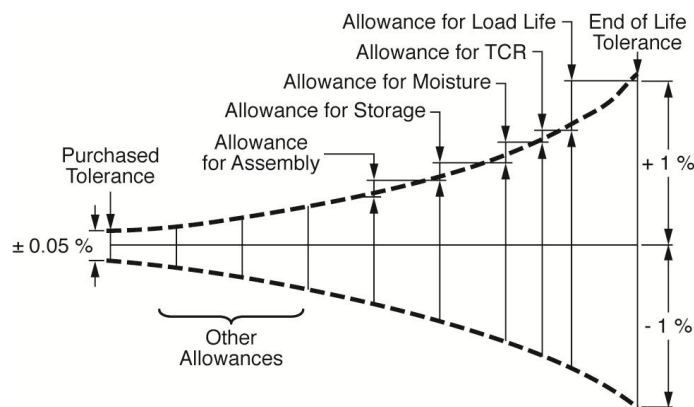 Allowance for Load Life
End of Life
Tolerance
Allowance for TCR
Allowance for Moisture
Allowance for Storage
Allowance
for Assembly
Purchased
Tolerance
+ 1 %
± 0.05 %
- 1 %
Other
Allowances